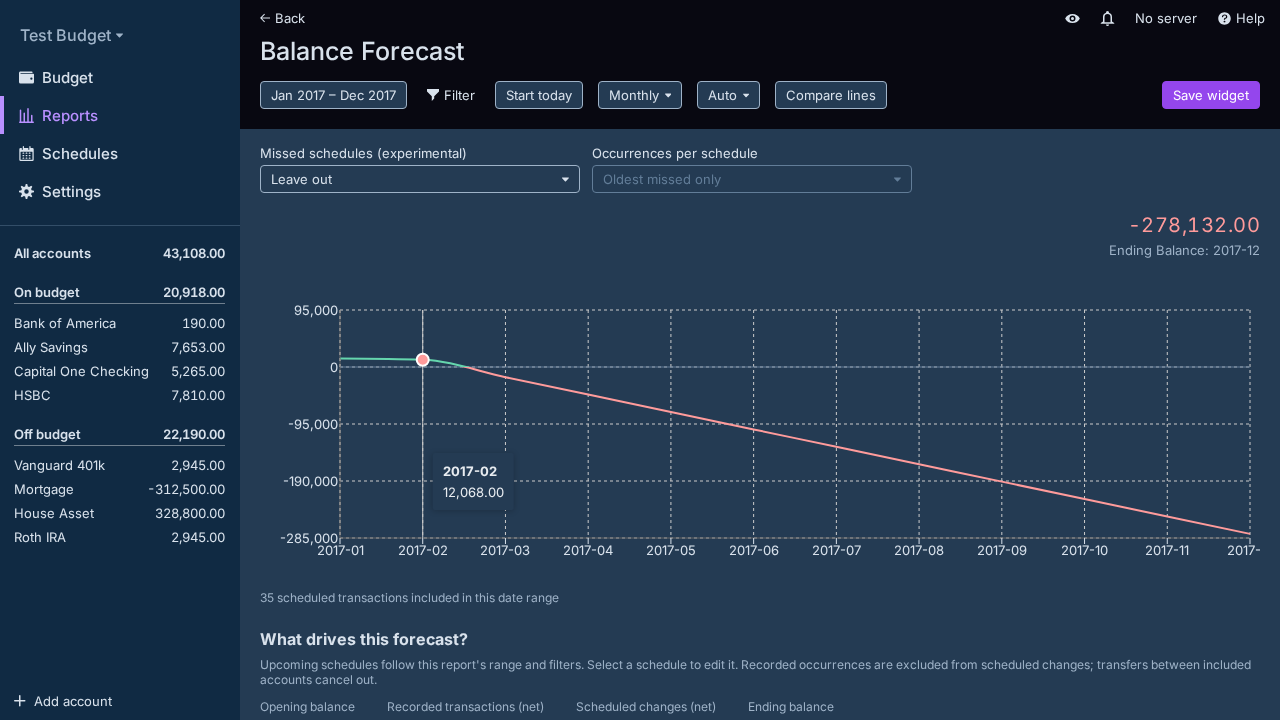 Test Budget
Budget
Reports
Schedules
Settings
All accounts 43,108.00
On budget 20,918.00
Bank of America 190.00
Ally Savings 7,653.00
Capital One Checking 5,265.00
HSBC 7,810.00
Off budget 22,190.00
Vanguard 401k 2,945.00
Mortgage -312,500.00
House Asset 328,800.00
Roth IRA 2,945.00
Add account
Back No server Help
Balance Forecast
Jan 2017 – Dec 2017 Filter Start today Monthly Auto Compare lines Save widget
Missed schedules (experimental) Occurrences per schedule
Leave out Oldest missed only
-278,132.00
Ending Balance: 2017-12
95,000
0
-95,000
-190,000
-285,000
2017-02
12,068.00
2017-01 2017-02 2017-03 2017-04 2017-05 2017-06 2017-07 2017-08 2017-09 2017-10 2017-11 2017-
35 scheduled transactions included in this date range
What drives this forecast?
Upcoming schedules follow this report's range and filters. Select a schedule to edit it. Recorded occurrences are excluded from scheduled changes; transfers between included
accounts cancel out.
Opening balance Recorded transactions (net) Scheduled changes (net) Ending balance